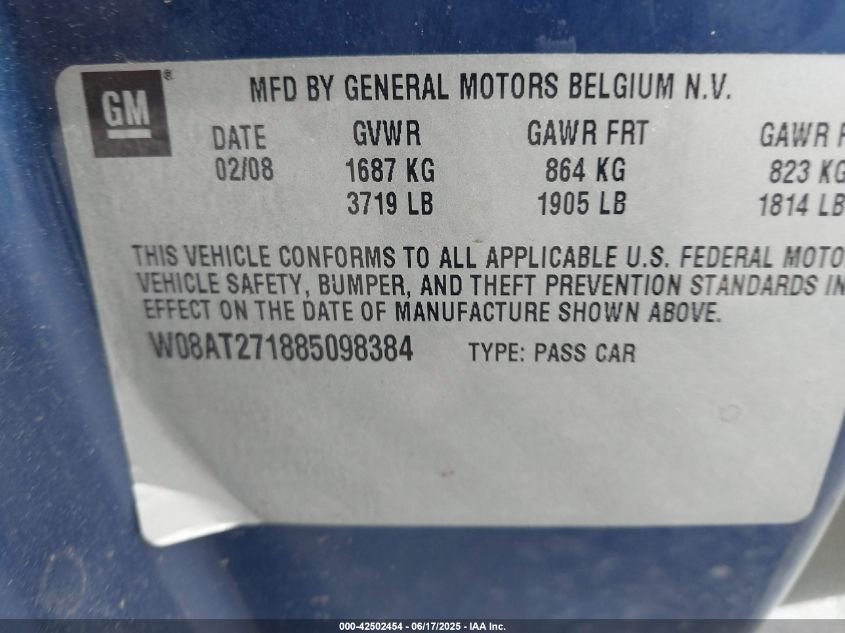 GM®
MFD BY GENERAL MOTORS BELGIUM N.V.
DATE GVWR GAWR FRT GAWR
02/08 1687 KG 864 KG 823 KG
3719 LB 1905 LB 1814 LB
THIS VEHICLE CONFORMS TO ALL APPLICABLE U.S. FEDERAL MOTO
VEHICLE SAFETY, BUMPER, AND THEFT PREVENTION STANDARDS IN
EFFECT ON THE DATE OF MANUFACTURE SHOWN ABOVE.
W08AT271885098384 TYPE: PASS CAR
000-42502454 - 06/17/2025 - IAA Inc.